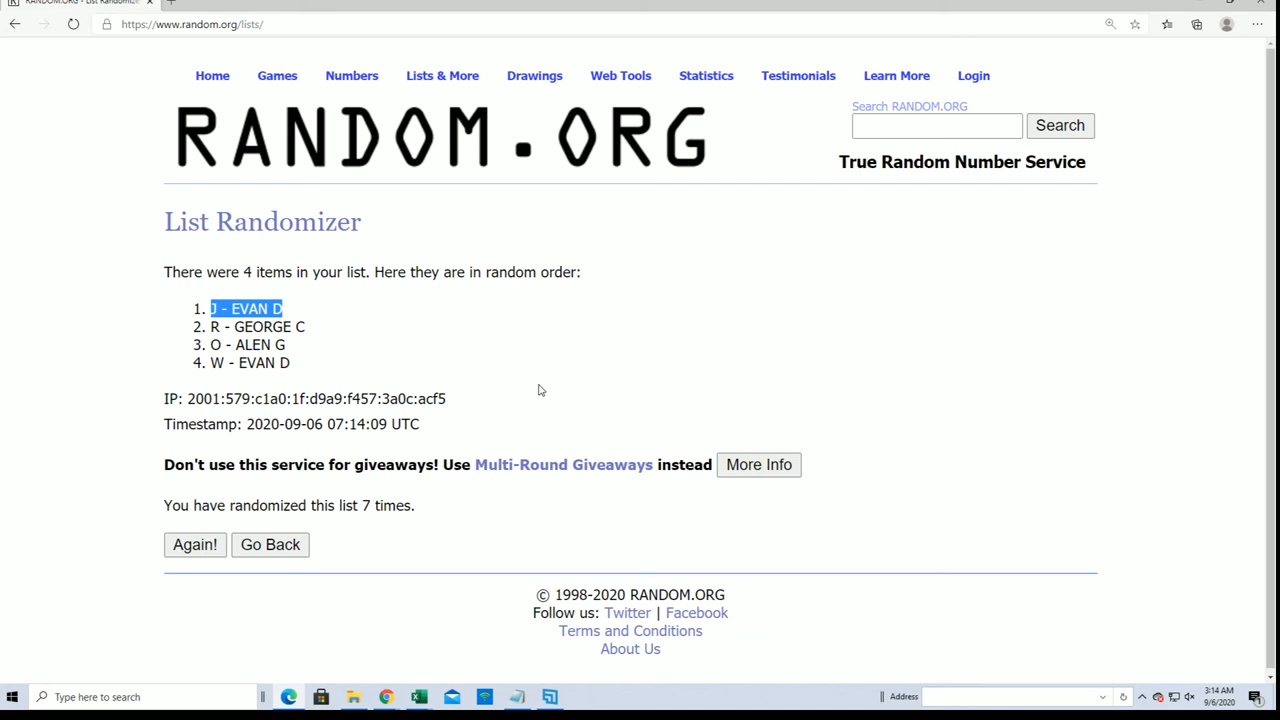 RANDOM.ORG - List Randomizer
https://www.random.org/lists/
Home Games Numbers Lists & More Drawings Web Tools Statistics Testimonials Learn More Login
RANDOM.ORG
Search RANDOM.ORG
Search
True Random Number Service
List Randomizer
There were 4 items in your list. Here they are in random order:
1. J - EVAN D
2. R - GEORGE C
3. O - ALEN G
4. W - EVAN D
IP: 2001:579:c1a0:1f:d9a9:f457:3a0c:acf5
Timestamp: 2020-09-06 07:14:09 UTC
Don't use this service for giveaways! Use Multi-Round Giveaways instead More Info
You have randomized this list 7 times.
Again! Go Back
© 1998-2020 RANDOM.ORG
Follow us: Twitter | Facebook
Terms and Conditions
About Us
Type here to search
Address
3:14 AM
9/6/2020